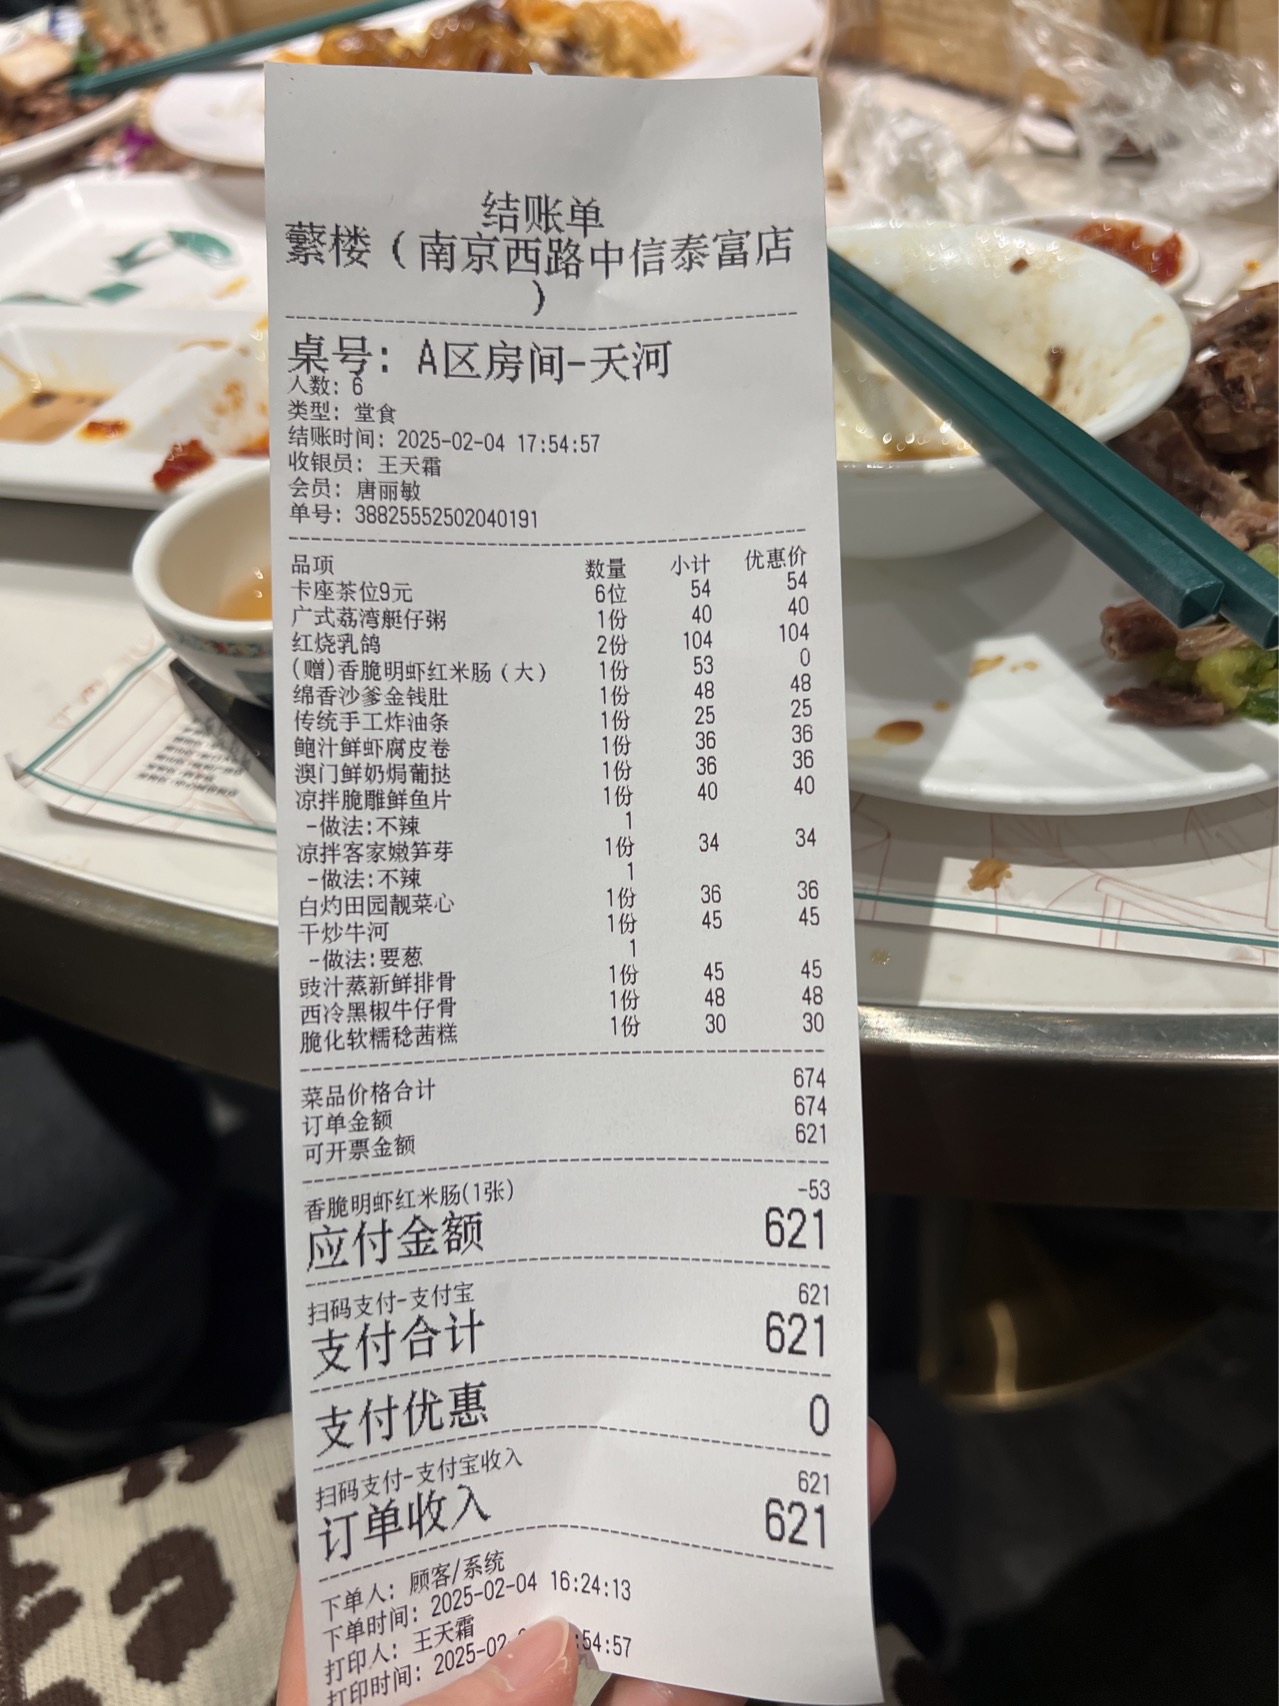 结账单
蘩楼（南京西路中信泰富店
）
桌号：A区房间-天河
人数：6
类型：堂食
结账时间：2025-02-04 17:54:57
收银员：王天霜
会员：唐丽敏
单号：38825552502040191
品项 数量 小计 优惠价
卡座茶位9元 6位 54 54
广式荔湾艇仔粥 1份 40 40
红烧乳鸽 2份 104 104
(赠)香脆明虾红米肠（大） 1份 53 0
绵香沙爹金钱肚 1份 48 48
传统手工炸油条 1份 25 25
鲍汁鲜虾腐皮卷 1份 36 36
澳门鲜奶焗葡挞 1份 36 36
凉拌脆雕鲜鱼片 1份 40 40
-做法:不辣 1
凉拌客家嫩笋芽 1份 34 34
-做法:不辣 1
白灼田园靓菜心 1份 36 36
干炒牛河 1份 45 45
-做法:要葱 1
豉汁蒸新鲜排骨 1份 45 45
西冷黑椒牛仔骨 1份 48 48
脆化软糯稔茜糕 1份 30 30
菜品价格合计 674
订单金额 674
可开票金额 621
香脆明虾红米肠(1张) -53
应付金额 621
扫码支付-支付宝 621
支付合计 621
支付优惠 0
扫码支付-支付宝收入 621
订单收入 621
下单人：顾客/系统
下单时间：2025-02-04 16:24:13
打印人：王天霜
打印时间：2025-02 :54:57